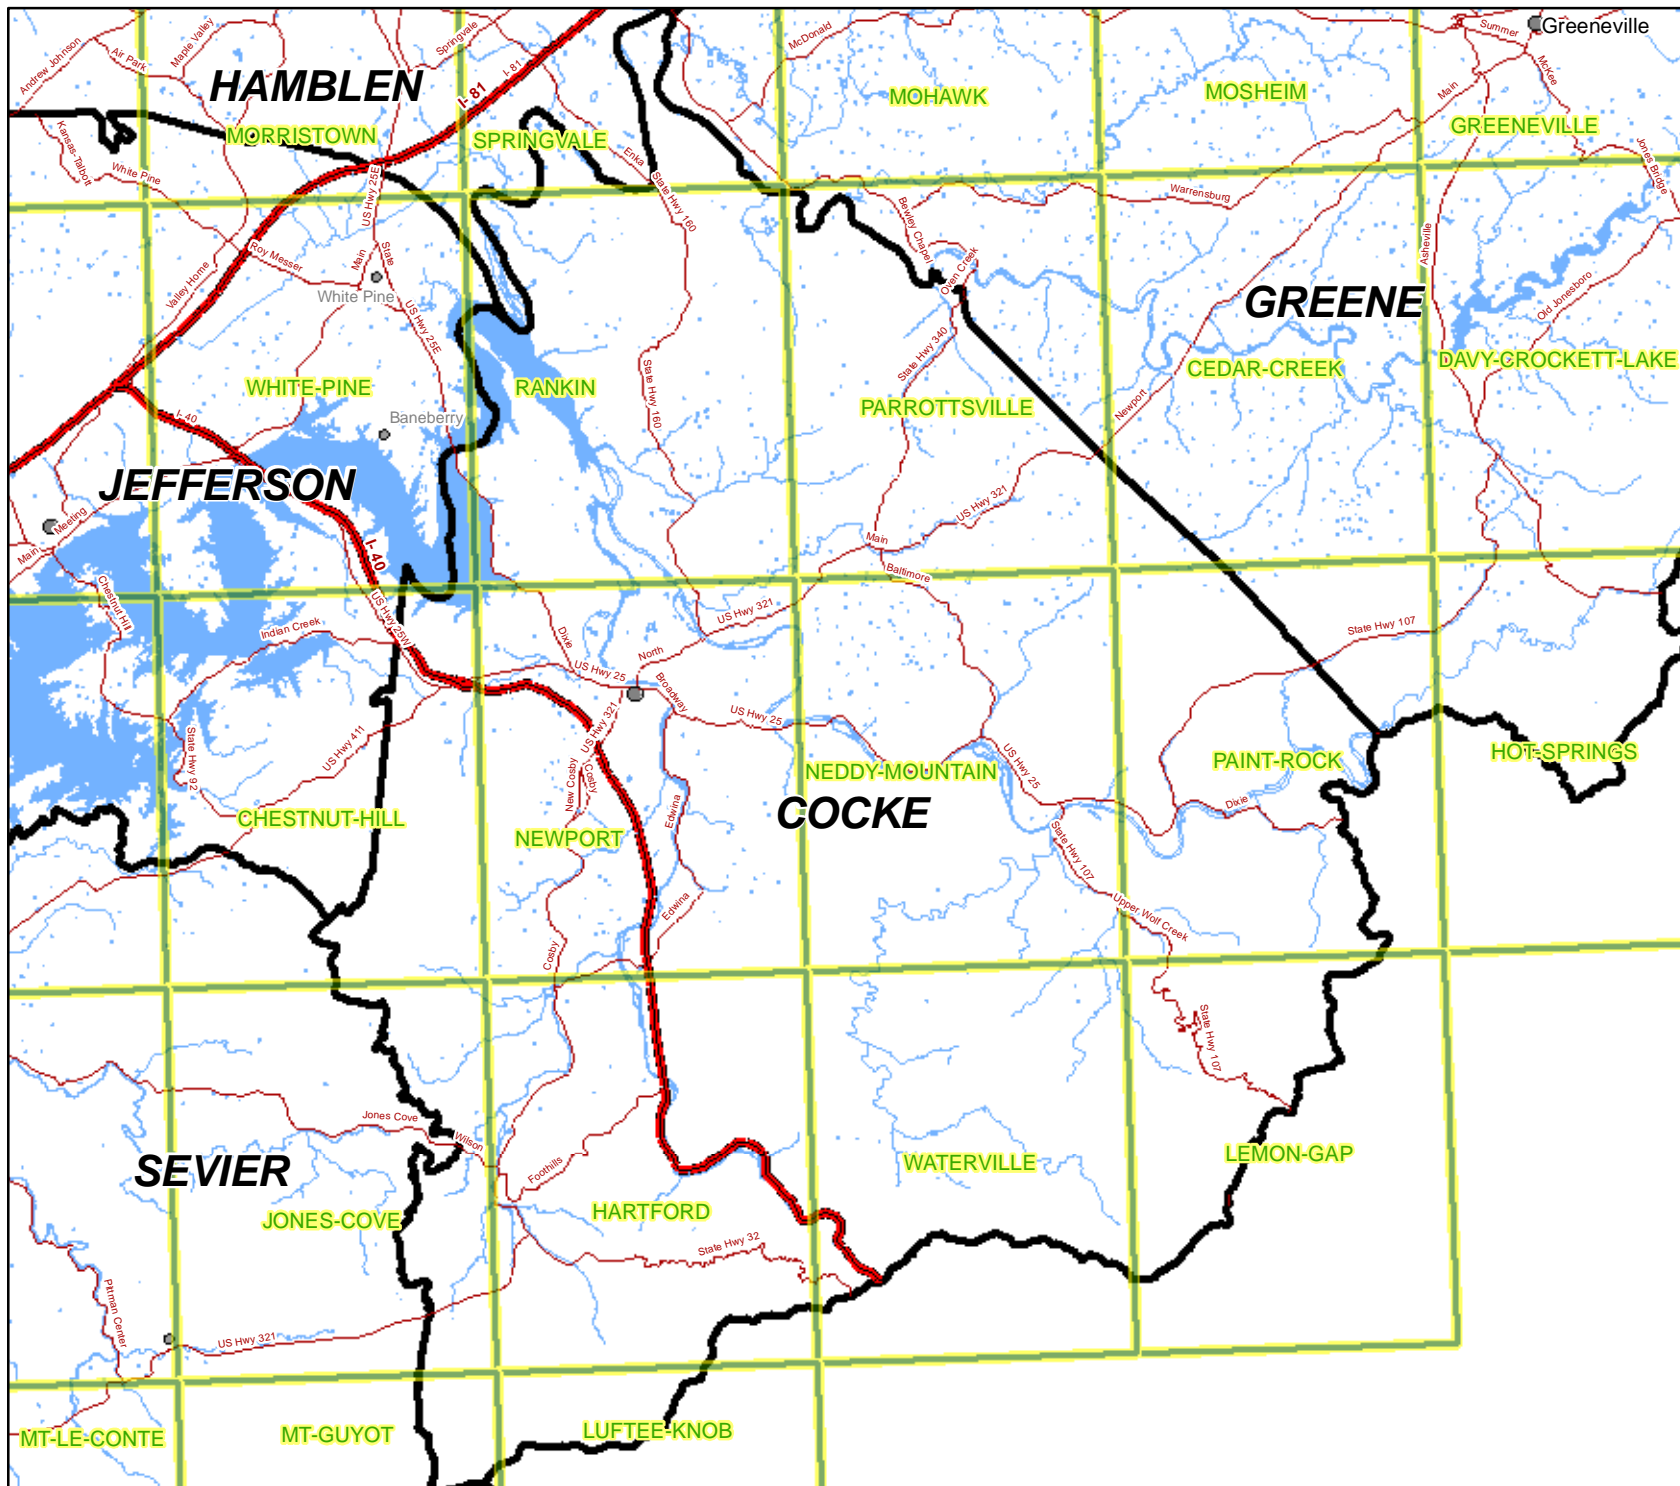 Greeneville
Summer
McKee
Main
McDonald
Springvale
Maple Valley
Air Park
Andrew Johnson
HAMBLEN
I- 81
I- 81
MOHAWK
MOSHEIM
GREENEVILLE
MORRISTOWN
SPRINGVALE
Kansas-Talbott
White Pine
US Hwy 25E
Enka
State Hwy 160
Jones Bridge
Warrensburg
Bewley Chapel
Oven Creek
Asheville
Old Jonesboro
Roy Messer
Main
State
Valley Home
White Pine
US Hwy 25E
GREENE
State Hwy 340
CEDAR-CREEK
DAVY-CROCKETT-LAKE
WHITE-PINE
RANKIN
State Hwy 160
PARROTTSVILLE
Newport
I- 40
Baneberry
JEFFERSON
Meeting
Main
I- 40
US Hwy 321
Main
Baltimore
Chestnut Hill
US Hwy 25W
Indian Creek
US Hwy 321
Dixie
North
State Hwy 107
US Hwy 25
Broadway
US Hwy 25
US Hwy 321
State Hwy 92
US Hwy 411
New Cosby
Cosby
US Hwy 25
NEDDY-MOUNTAIN
PAINT-ROCK
HOT-SPRINGS
Edwina
COCKE
Dixie
CHESTNUT-HILL
NEWPORT
State Hwy 107
Edwina
Upper Wolf Creek
Cosby
State Hwy 107
Jones Cove
Wilson
SEVIER
Foothills
WATERVILLE
LEMON-GAP
JONES-COVE
HARTFORD
State Hwy 32
Pittman Center
US Hwy 321
MT-LE-CONTE
MT-GUYOT
LUFTEE-KNOB